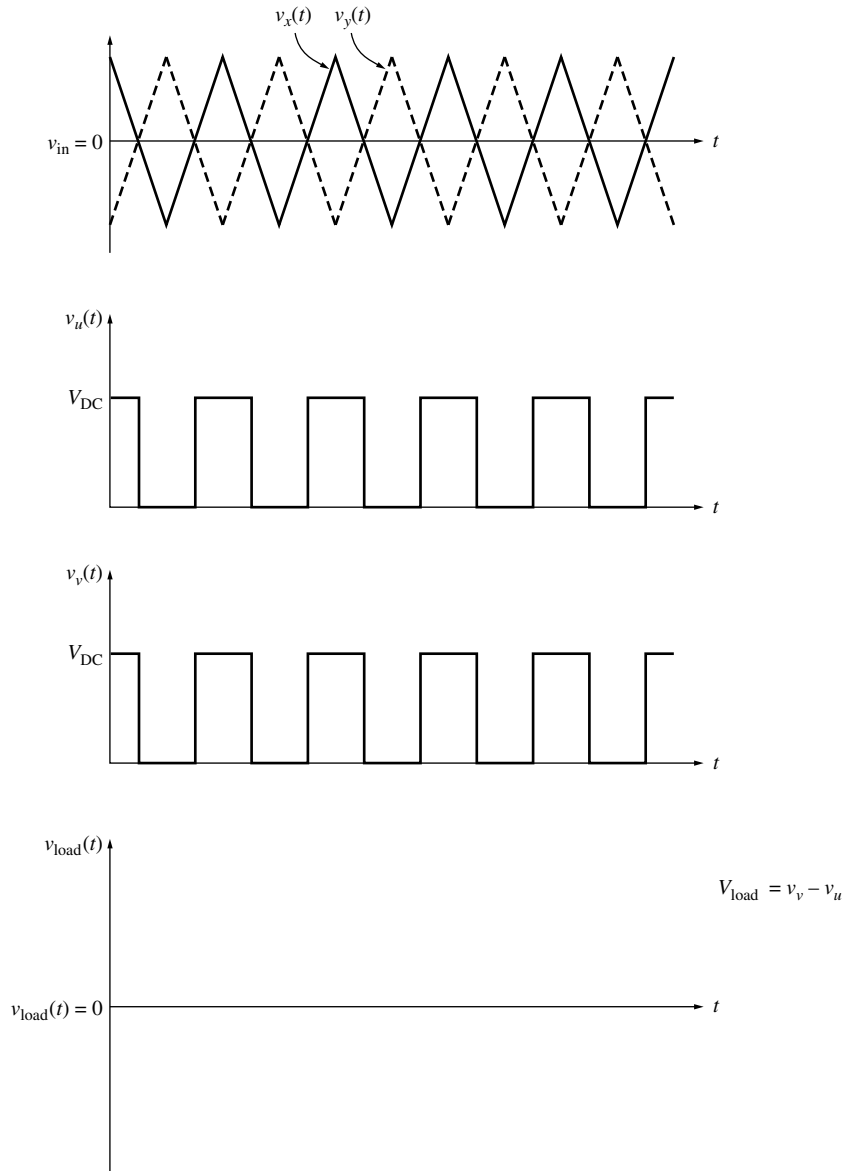 v_x(t) v_y(t)
v_in = 0
t
v_u(t)
V_DC
t
v_v(t)
V_DC
t
v_load(t)
V_load = v_v – v_u
v_load(t) = 0
t